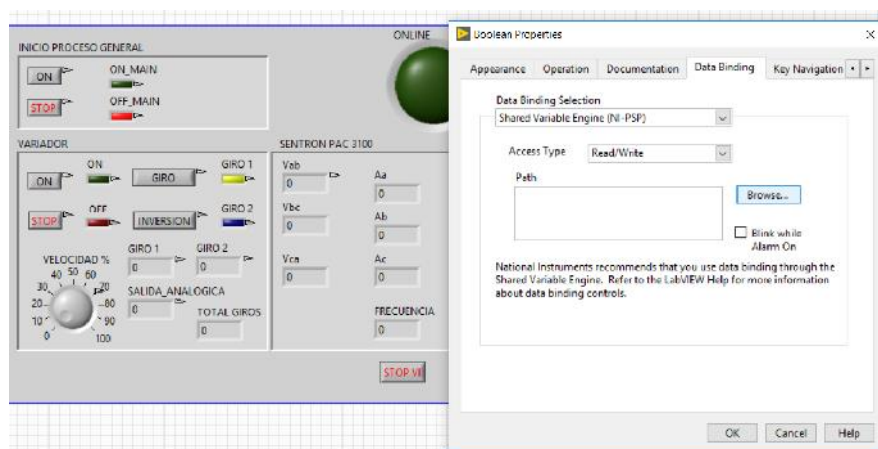 ONLINE
INICIO PROCESO GENERAL
ON
ON_MAIN
STOP
OFF_MAIN
VARIADOR
ON
ON
GIRO
GIRO 1
STOP
OFF
INVERSION
GIRO 2
VELOCIDAD %
0 10 20 30 40 50 60 80 90 100
GIRO 1
0
GIRO 2
0
SALIDA_ANALOGICA
0
TOTAL GIROS
0
SENTRON PAC 3100
Vab
0
Aa
0
Vbc
0
Ab
0
Vca
0
Ac
0
FRECUENCIA
0
STOP VI
Boolean Properties
Appearance Operation Documentation Data Binding Key Navigation
Data Binding Selection
Shared Variable Engine (NI-PSP)
Access Type Read/Write
Path
Browse...
Blink while
Alarm On
National Instruments recommends that you use data binding through the
Shared Variable Engine. Refer to the LabVIEW Help for more information
about data binding controls.
OK Cancel Help